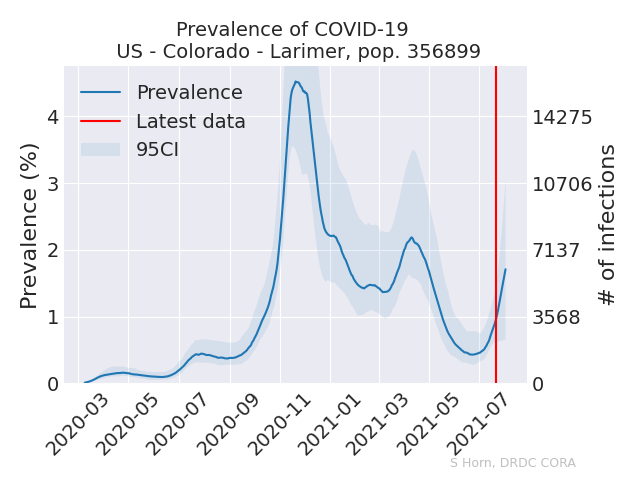 Prevalence of COVID-19
US - Colorado - Larimer, pop. 356899
Prevalence
Latest data
95CI
Prevalence (%)
4
3
2
1
0
14275
10706
7137
3568
0
# of infections
2020-03
2020-05
2020-07
2020-09
2020-11
2021-01
2021-03
2021-05
2021-07
S Horn, DRDC CORA